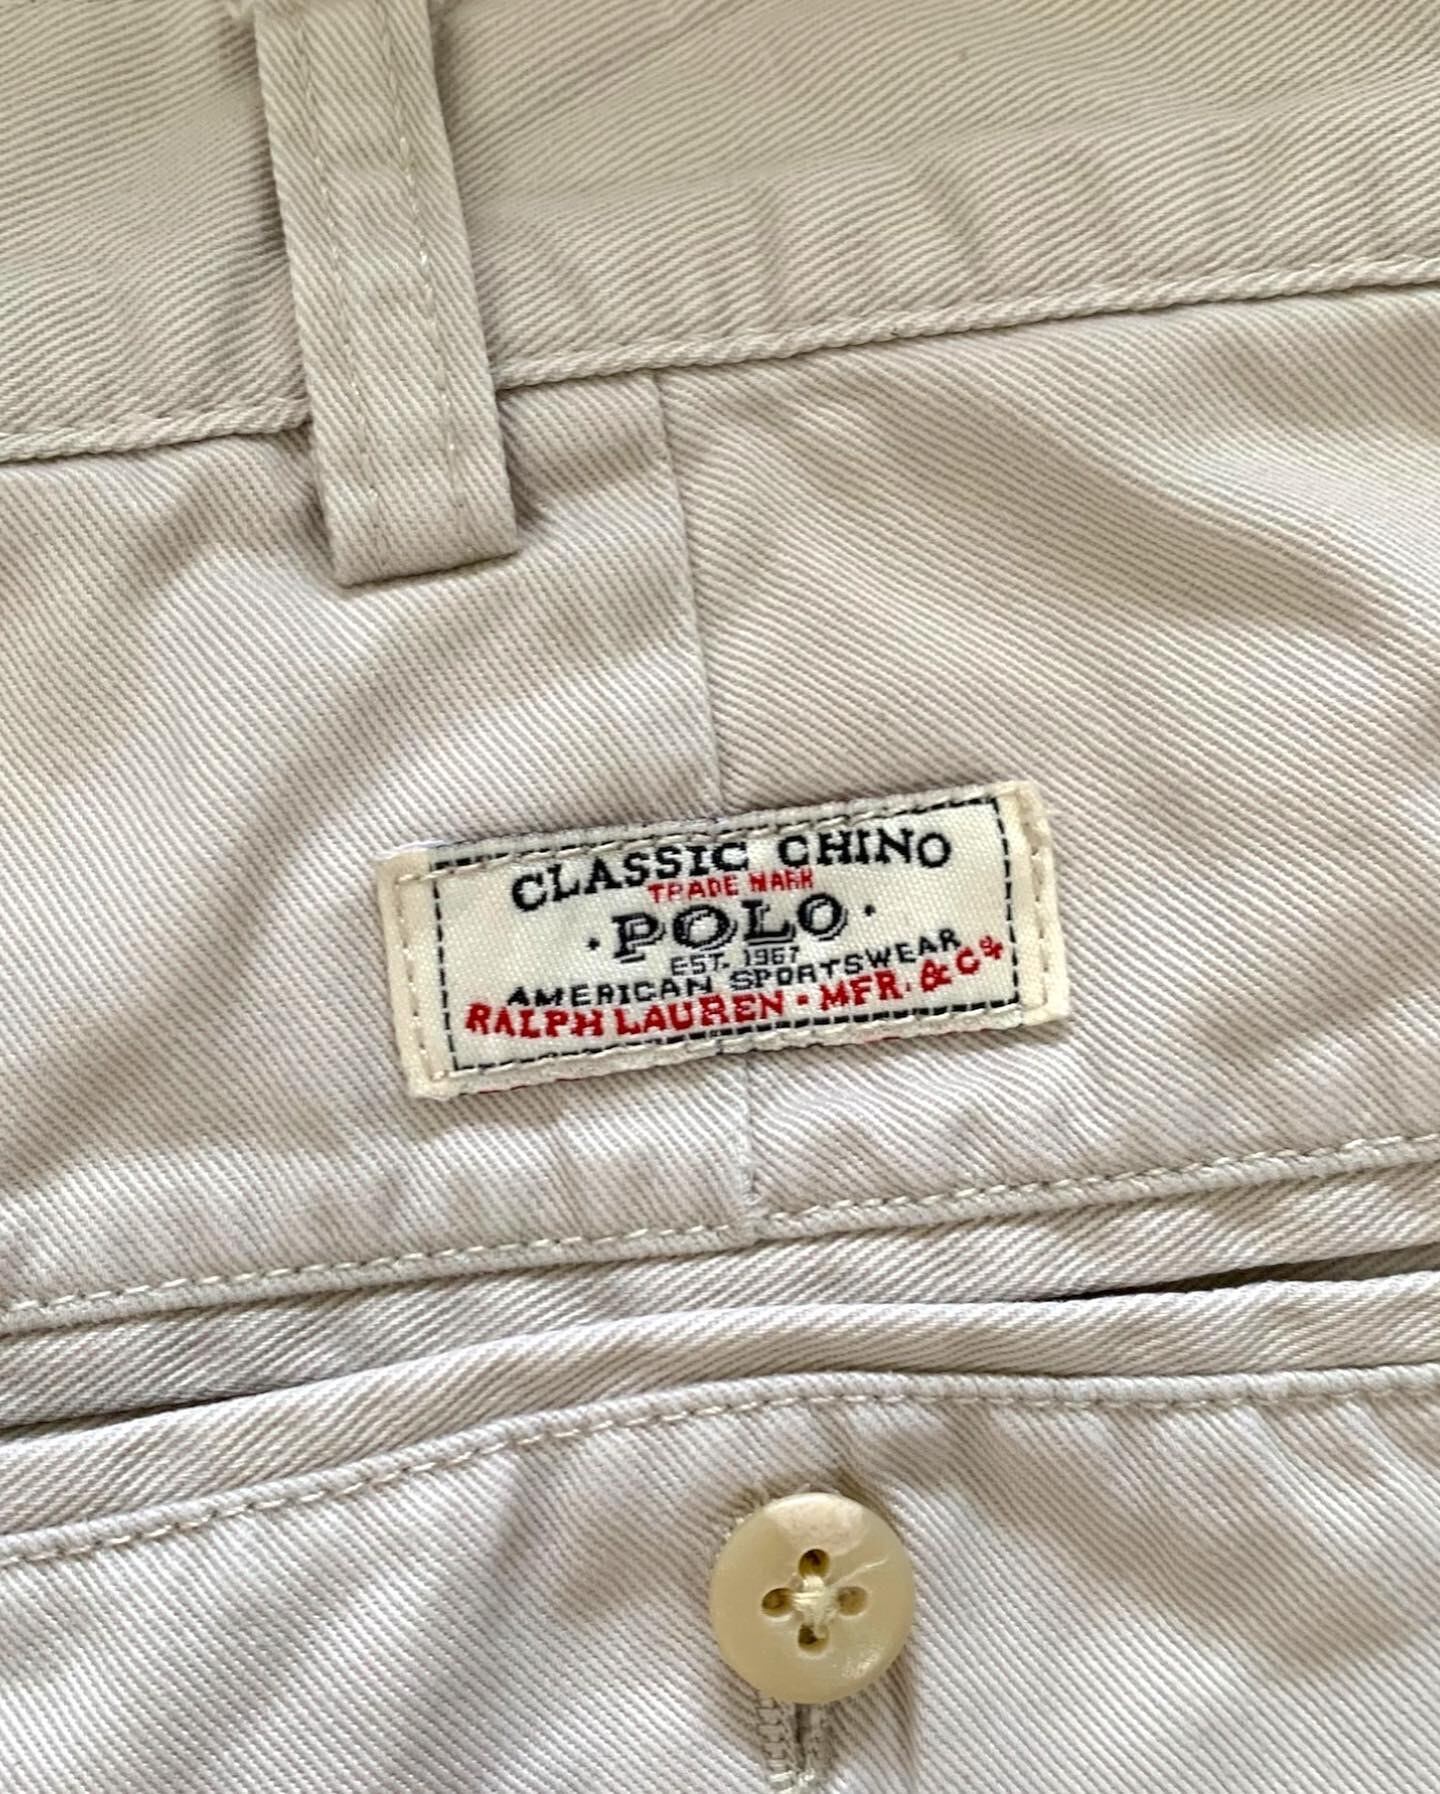 CLASSIC CHINO
TRADE MARK
· POLO ·
EST. 1967
AMERICAN SPORTSWEAR
RALPH LAUREN · MFR. & Co